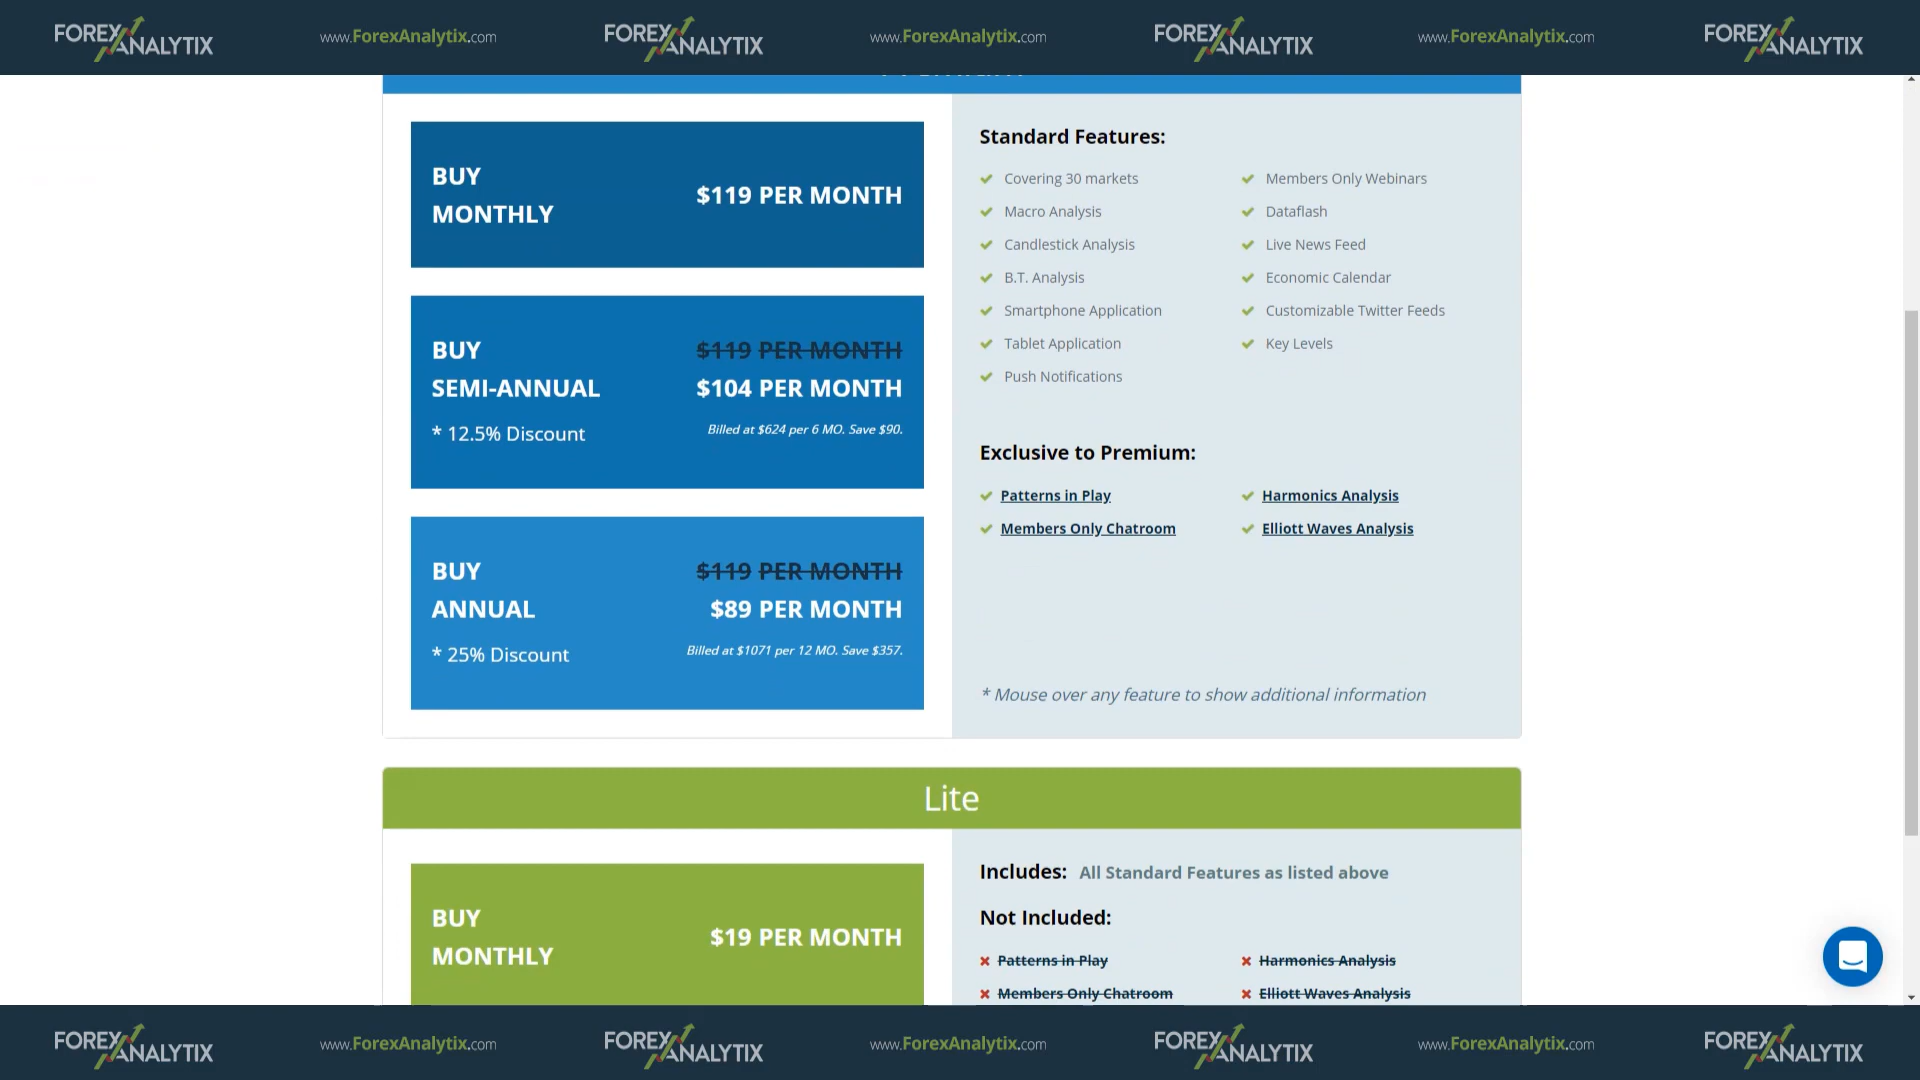 FOREX ANALYTIX www.ForexAnalytix.com FOREX ANALYTIX www.ForexAnalytix.com FOREX ANALYTIX www.ForexAnalytix.com FOREX ANALYTIX
BUY
MONTHLY
$119 PER MONTH
BUY
SEMI-ANNUAL
* 12.5% Discount
$119 PER MONTH
$104 PER MONTH
Billed at $624 per 6 MO. Save $90.
BUY
ANNUAL
* 25% Discount
$119 PER MONTH
$89 PER MONTH
Billed at $1071 per 12 MO. Save $357.
Standard Features:
Covering 30 markets
Macro Analysis
Candlestick Analysis
B.T. Analysis
Smartphone Application
Tablet Application
Push Notifications
Members Only Webinars
Dataflash
Live News Feed
Economic Calendar
Customizable Twitter Feeds
Key Levels
Exclusive to Premium:
Patterns in Play
Members Only Chatroom
Harmonics Analysis
Elliott Waves Analysis
* Mouse over any feature to show additional information
Lite
BUY
MONTHLY
$19 PER MONTH
Includes: All Standard Features as listed above
Not Included:
Patterns in Play
Members Only Chatroom
Harmonics Analysis
Elliott Waves Analysis
FOREX ANALYTIX www.ForexAnalytix.com FOREX ANALYTIX www.ForexAnalytix.com FOREX ANALYTIX www.ForexAnalytix.com FOREX ANALYTIX